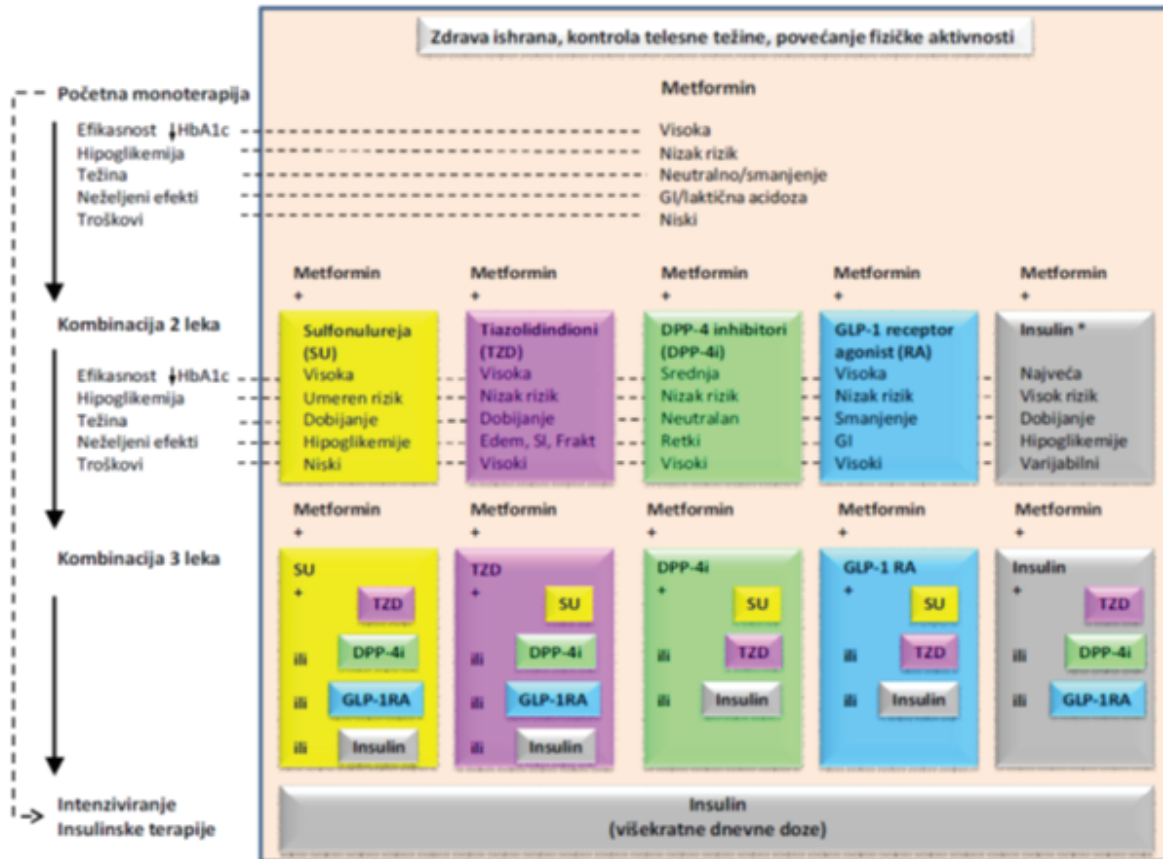 Zdrava ishrana, kontrola telesne težine, povećanje fizičke aktivnosti
Početna monoterapija
Metformin
Efikasnost ↓HbA1c Visoka
Hipoglikemija Nizak rizik
Težina Neutralno/smanjenje
Neželjeni efekti GI/laktična acidoza
Troškovi Niski
Metformin Metformin Metformin Metformin Metformin
+ + + + +
Kombinacija 2 leka
Sulfonulureja Tiazolidindioni DPP-4 inhibitori GLP-1 receptor Insulin *
(SU) (TZD) (DPP-4i) agonist (RA)
Efikasnost ↓HbA1c Visoka Visoka Srednja Visoka Najveća
Hipoglikemija Umeren rizik Nizak rizik Nizak rizik Nizak rizik Visok rizik
Težina Dobijanje Dobijanje Neutralan Smanjenje Dobijanje
Neželjeni efekti Hipoglikemije Edem, SI, Frakt Retki GI Hipoglikemije
Troškovi Niski Visoki Visoki Visoki Varijabilni
Metformin Metformin Metformin Metformin Metformin
+ + + + +
Kombinacija 3 leka
SU TZD DPP-4i GLP-1 RA Insulin
+ + + + +
TZD SU SU SU TZD
ili DPP-4i ili DPP-4i ili TZD ili TZD ili DPP-4i
ili GLP-1RA ili GLP-1RA ili Insulin ili Insulin ili GLP-1RA
ili Insulin ili Insulin
Intenziviranje
Insulinske terapije
Insulin
(višekratne dnevne doze)